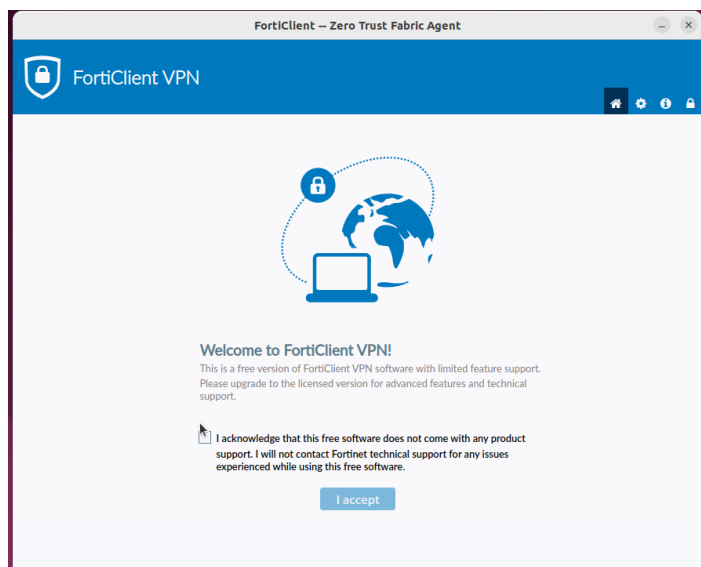 FortiClient -- Zero Trust Fabric Agent
FortiClient VPN
Welcome to FortiClient VPN!
This is a free version of FortiClient VPN software with limited feature support.
Please upgrade to the licensed version for advanced features and technical
support.
I acknowledge that this free software does not come with any product
support. I will not contact Fortinet technical support for any issues
experienced while using this free software.
I accept